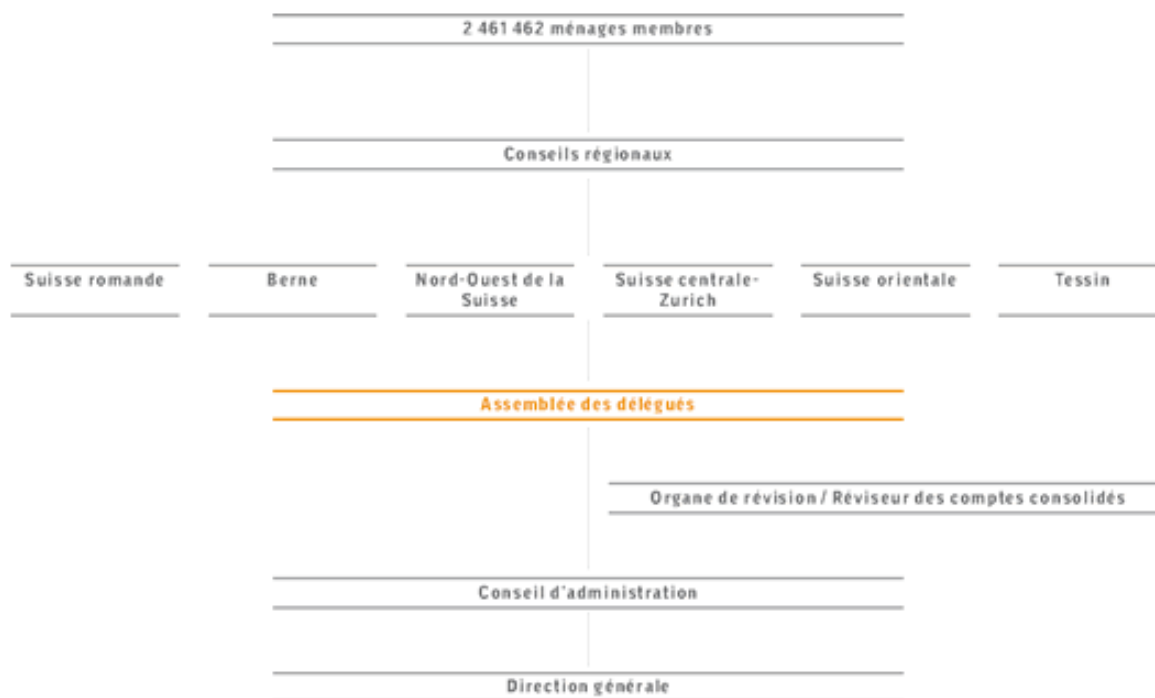 2 461 462 ménages membres
Conseils régionaux
Suisse romande
Berne
Nord-Ouest de la
Suisse
Suisse centrale-
Zurich
Suisse orientale
Tessin
Assemblée des délégués
Organe de révision / Réviseur des comptes consolidés
Conseil d'administration
Direction générale